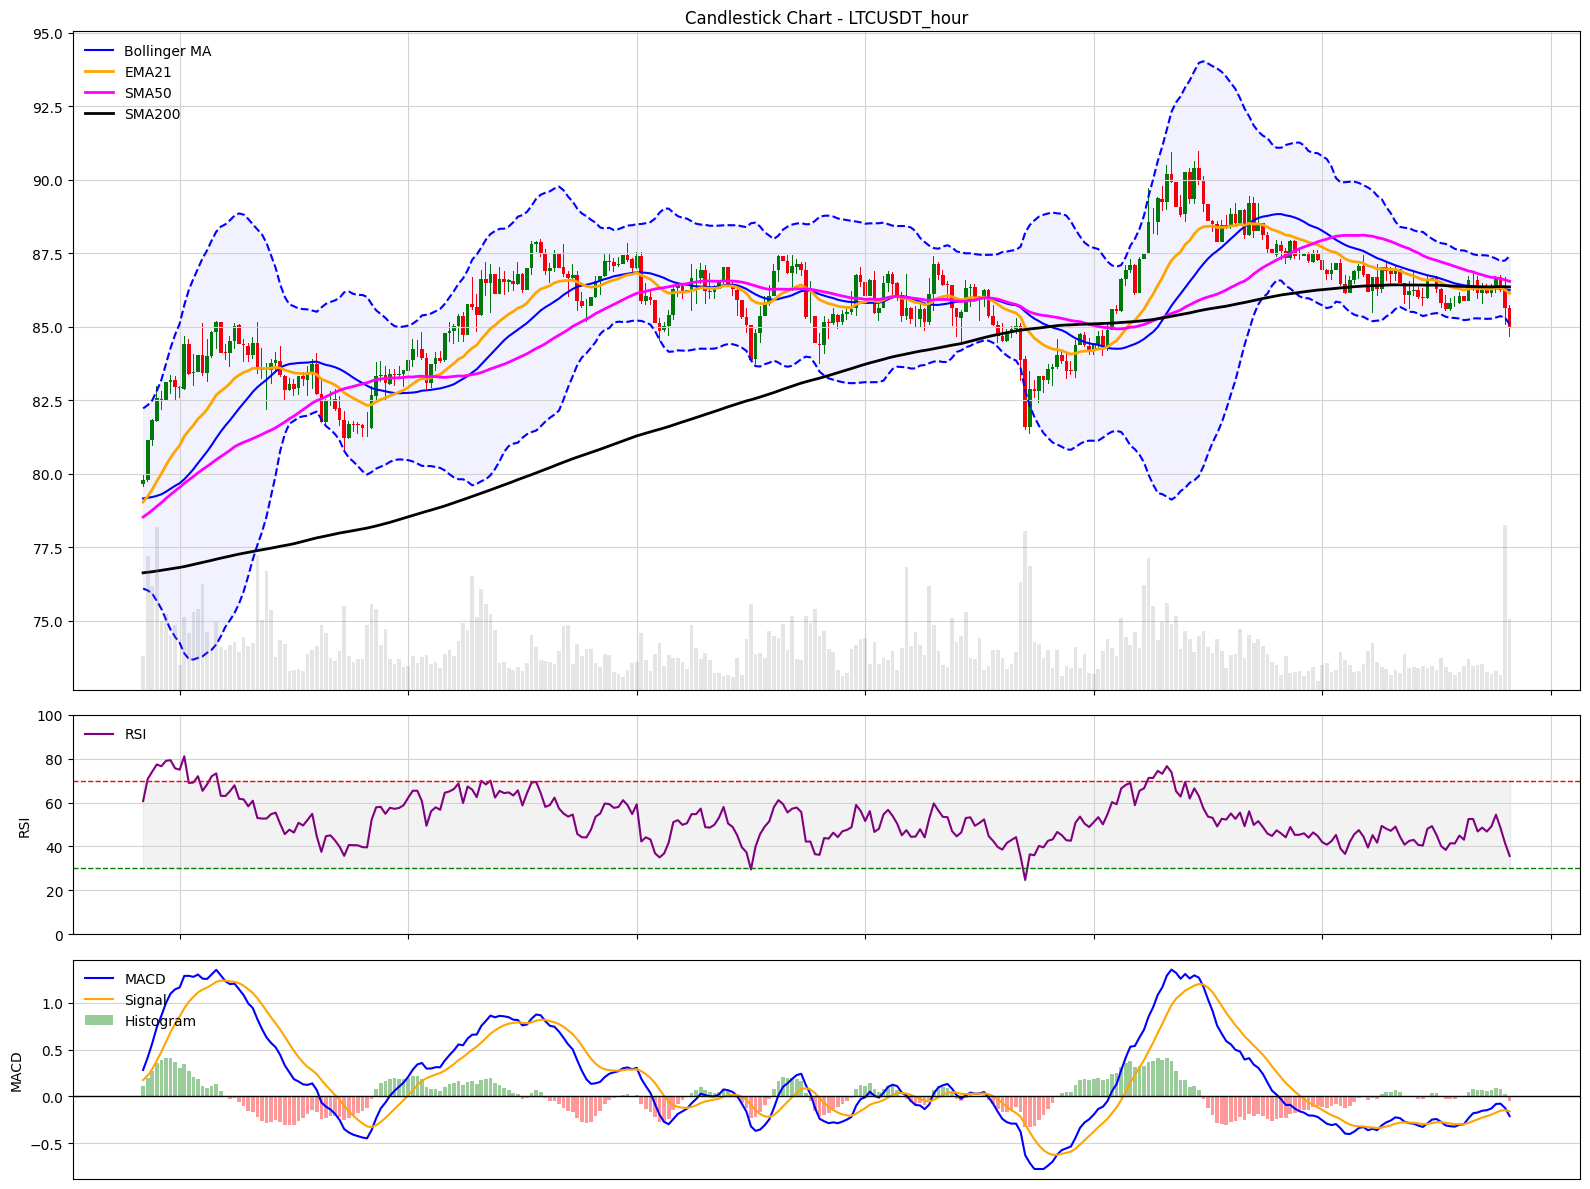 Candlestick Chart - LTCUSDT_hour
95.0
92.5
90.0
87.5
85.0
82.5
80.0
77.5
75.0
Bollinger MA
EMA21
SMA50
SMA200
100
80
60
40
20
0
RSI
RSI
1.0
0.5
0.0
−0.5
MACD
MACD
Signal
Histogram